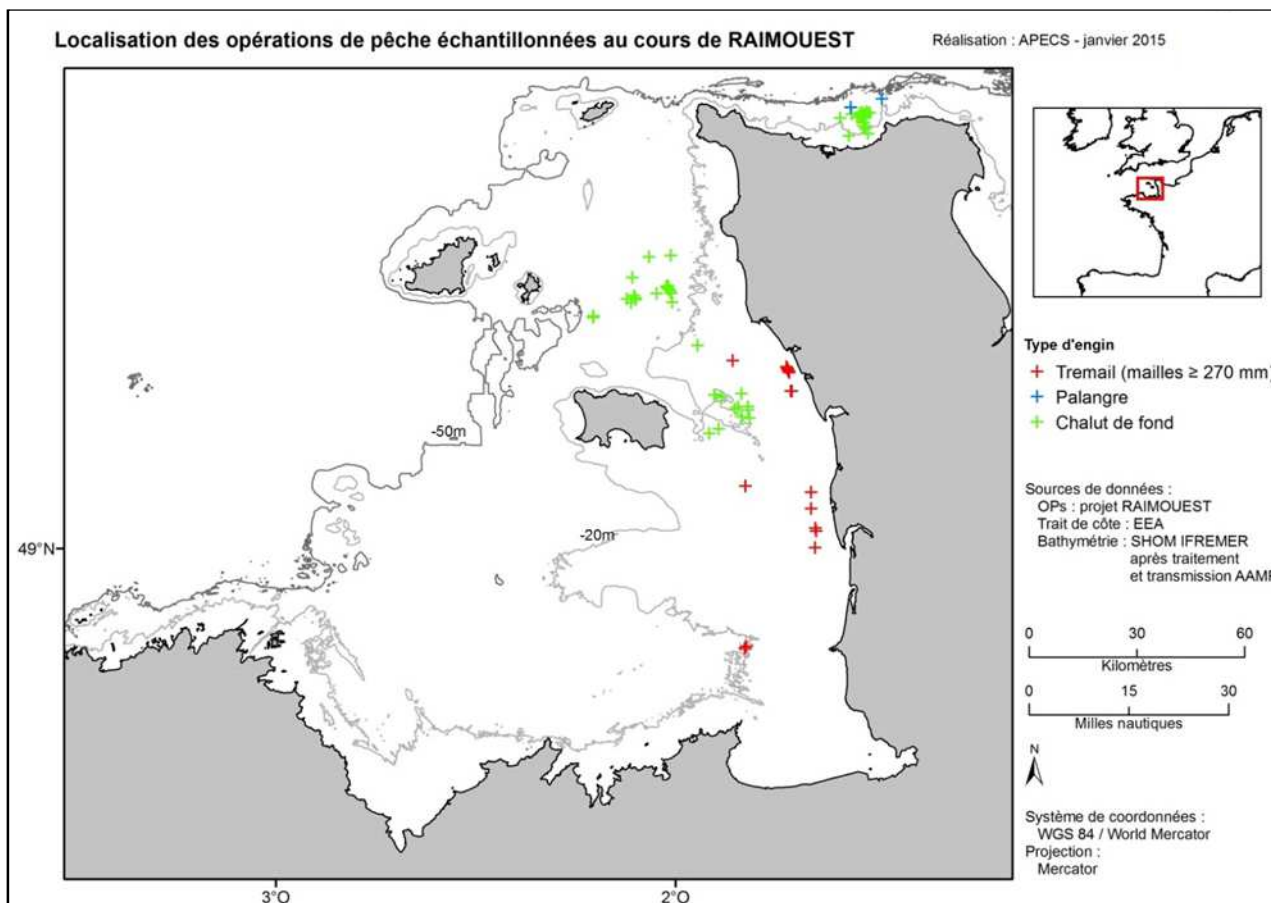 Localisation des opérations de pêche échantillonnées au cours de RAIMOUEST
Réalisation : APECS - janvier 2015
-50m
-20m
49°N
3°O
2°O
Type d'engin
Tremail (mailles ≥ 270 mm)
Palangre
Chalut de fond
Sources de données :
OPs : projet RAIMOUEST
Trait de côte : EEA
Bathymétrie : SHOM IFREMER
après traitement
et transmission AAMP
0 30 60
Kilomètres
0 15 30
Milles nautiques
N
Système de coordonnées :
WGS 84 / World Mercator
Projection :
Mercator